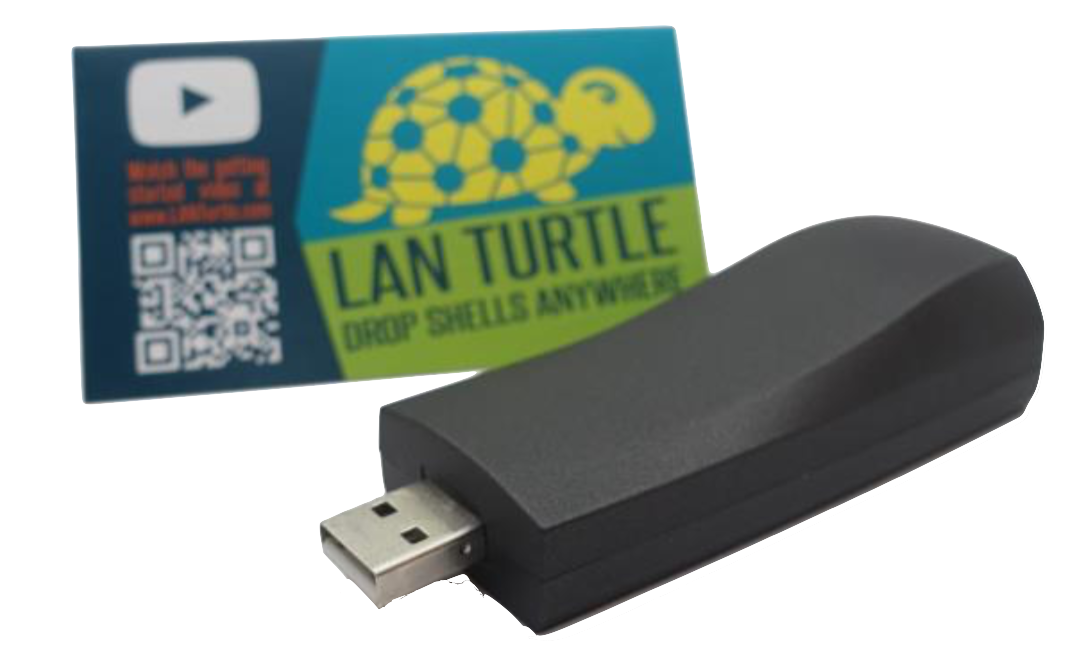 Watch the getting
started video at
www.LANTurtle.com
LAN TURTLE
DROP SHELLS ANYWHERE